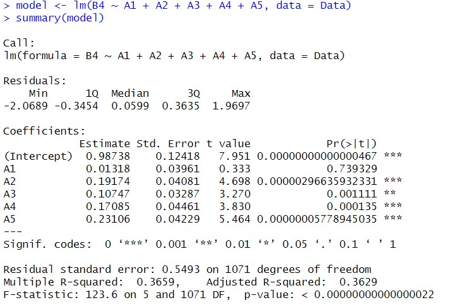 > model <- lm(B4 ~ A1 + A2 + A3 + A4 + A5, data = Data)
> summary(model)
Call:
lm(formula = B4 ~ A1 + A2 + A3 + A4 + A5, data = Data)
Residuals:
Min 1Q Median 3Q Max
-2.0689 -0.3454 0.0599 0.3635 1.9697
Coefficients:
Estimate Std. Error t value Pr(>|t|)
(Intercept) 0.98738 0.12418 7.951 0.00000000000000467 ***
A1 0.01318 0.03961 0.333 0.739329
A2 0.19174 0.04081 4.698 0.00000296635932331 ***
A3 0.10747 0.03287 3.270 0.001111 **
A4 0.17085 0.04461 3.830 0.000135 ***
A5 0.23106 0.04229 5.464 0.00000005778945035 ***
---
Signif. codes: 0 ‘***’ 0.001 ‘**’ 0.01 ‘*’ 0.05 ‘.’ 0.1 ‘ ’ 1
Residual standard error: 0.5493 on 1071 degrees of freedom
Multiple R-squared: 0.3659, Adjusted R-squared: 0.3629
F-statistic: 123.6 on 5 and 1071 DF, p-value: < 0.00000000000000022